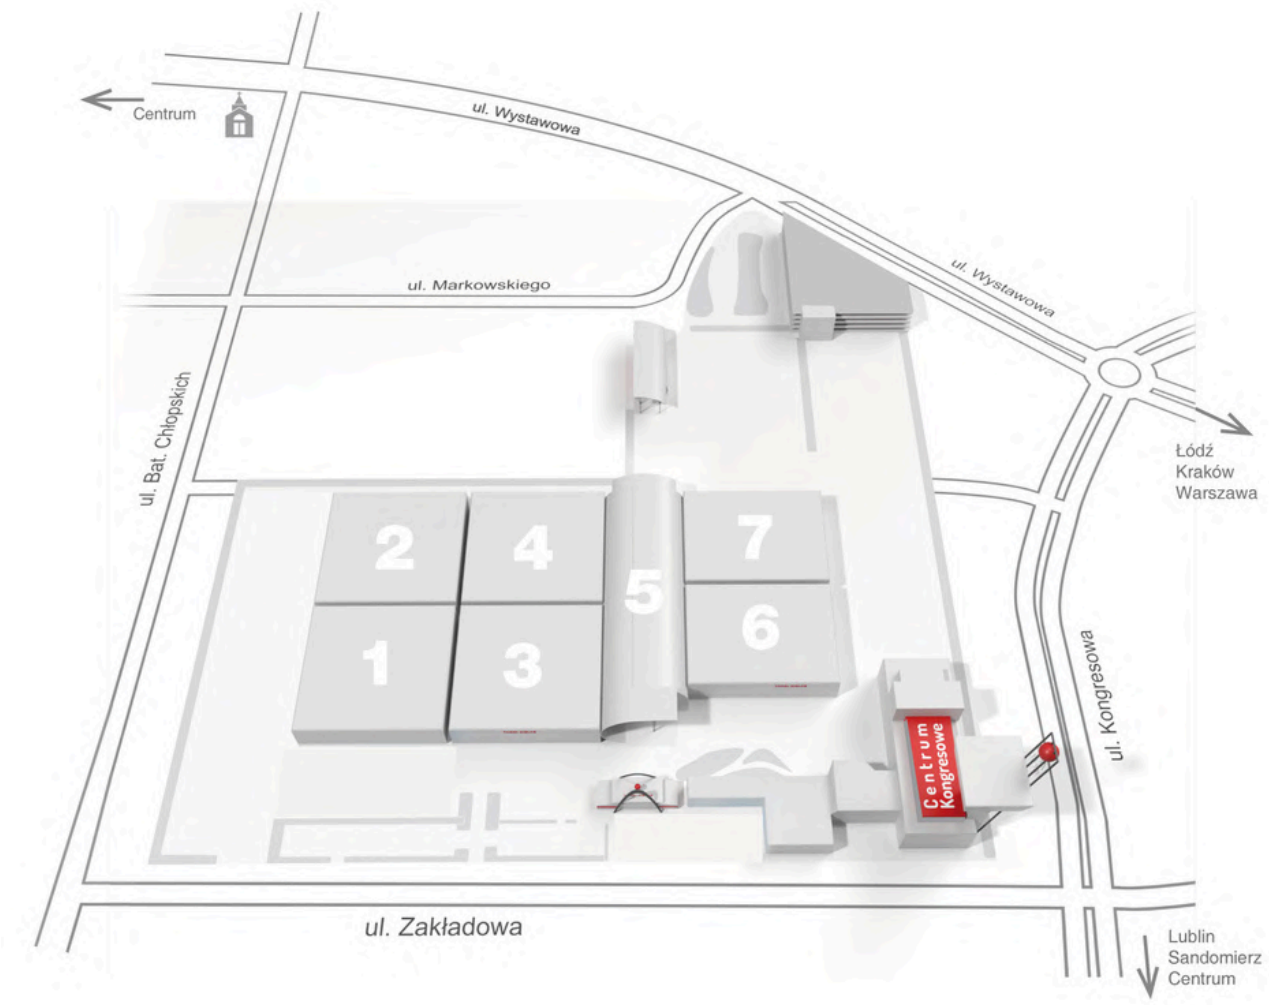 Centrum
ul. Wystawowa
ul. Wystawowa
ul. Markowskiego
ul. Bat. Chłopskich
Łódź
Kraków
Warszawa
2
4
7
5
1
3
6
ul. Kongresowa
Centrum
Kongresowe
ul. Zakładowa
Lublin
Sandomierz
Centrum